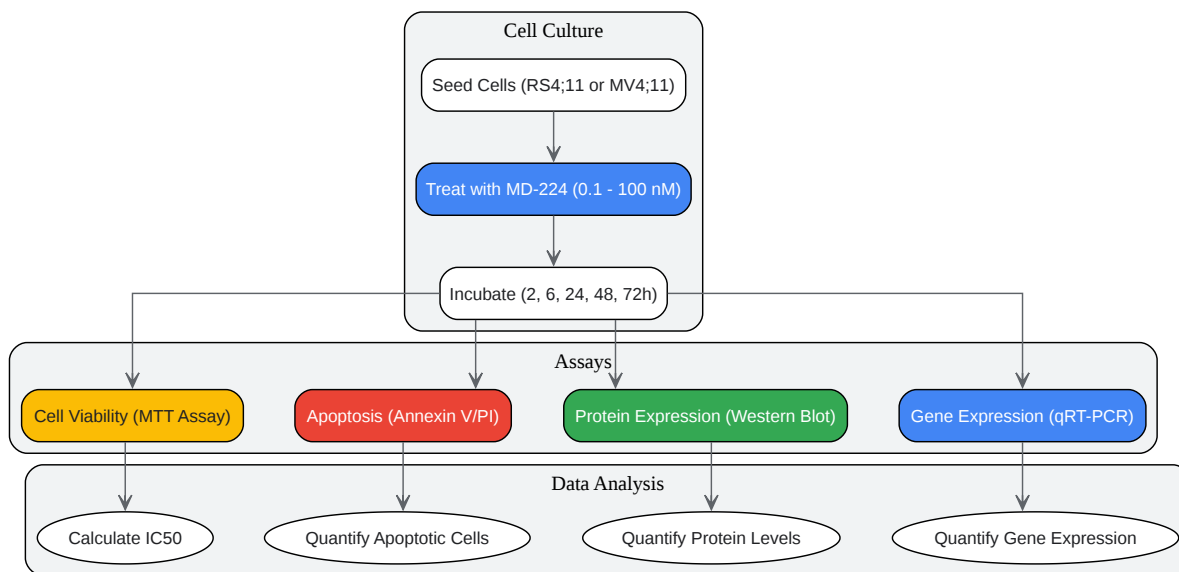 Cell Culture
Seed Cells (RS4;11 or MV4;11)
Treat with MD-224 (0.1 - 100 nM)
Incubate (2, 6, 24, 48, 72h)
Assays
Cell Viability (MTT Assay)
Apoptosis (Annexin V/PI)
Protein Expression (Western Blot)
Gene Expression (qRT-PCR)
Data Analysis
Calculate IC50
Quantify Apoptotic Cells
Quantify Protein Levels
Quantify Gene Expression